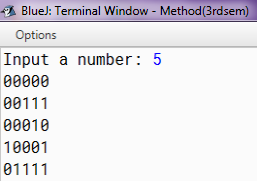 BlueJ: Terminal Window - Method(3rdsem)
Options
Input a number: 5
00000
00111
00010
10001
01111